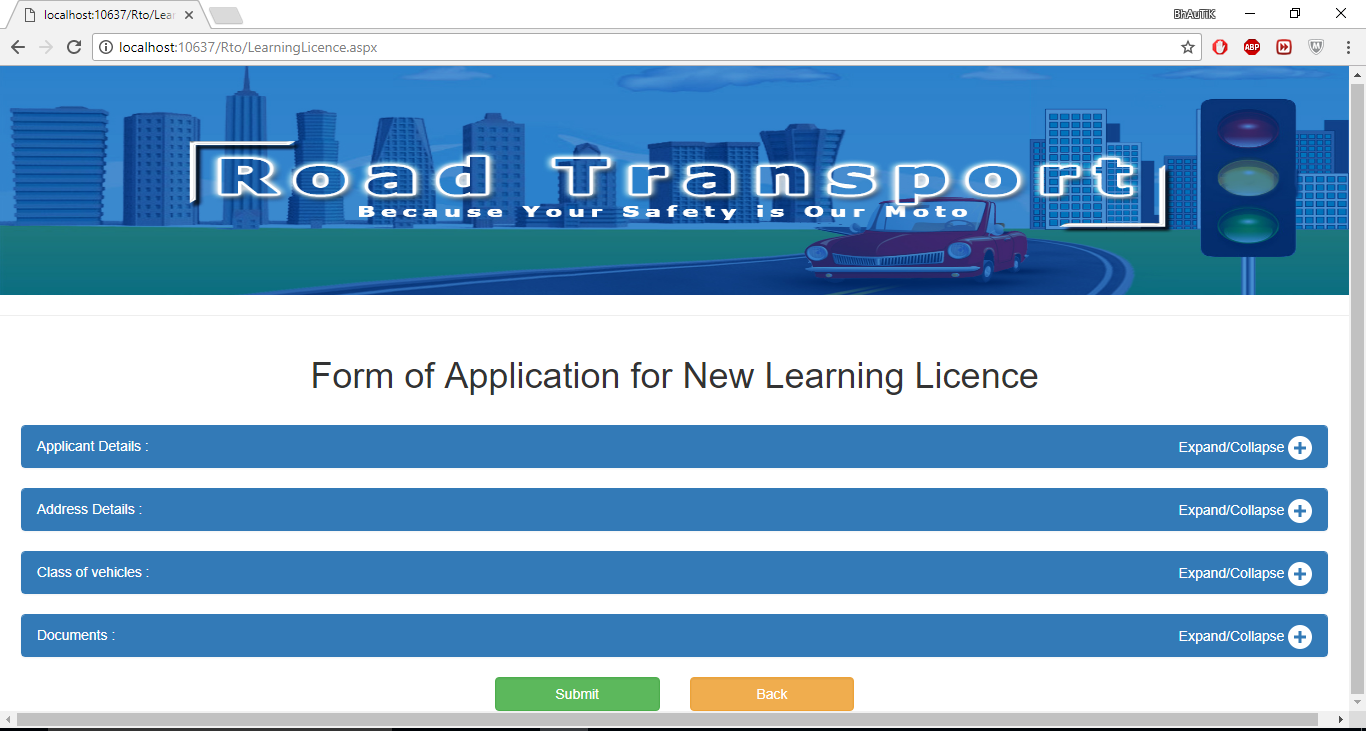 localhost:10637/Rto/Lear
BhAuTiK
localhost:10637/Rto/LearningLicence.aspx
ABP
Road Transport
Because Your Safety is Our Moto
Form of Application for New Learning Licence
Applicant Details : Expand/Collapse
Address Details : Expand/Collapse
Class of vehicles : Expand/Collapse
Documents : Expand/Collapse
Submit Back